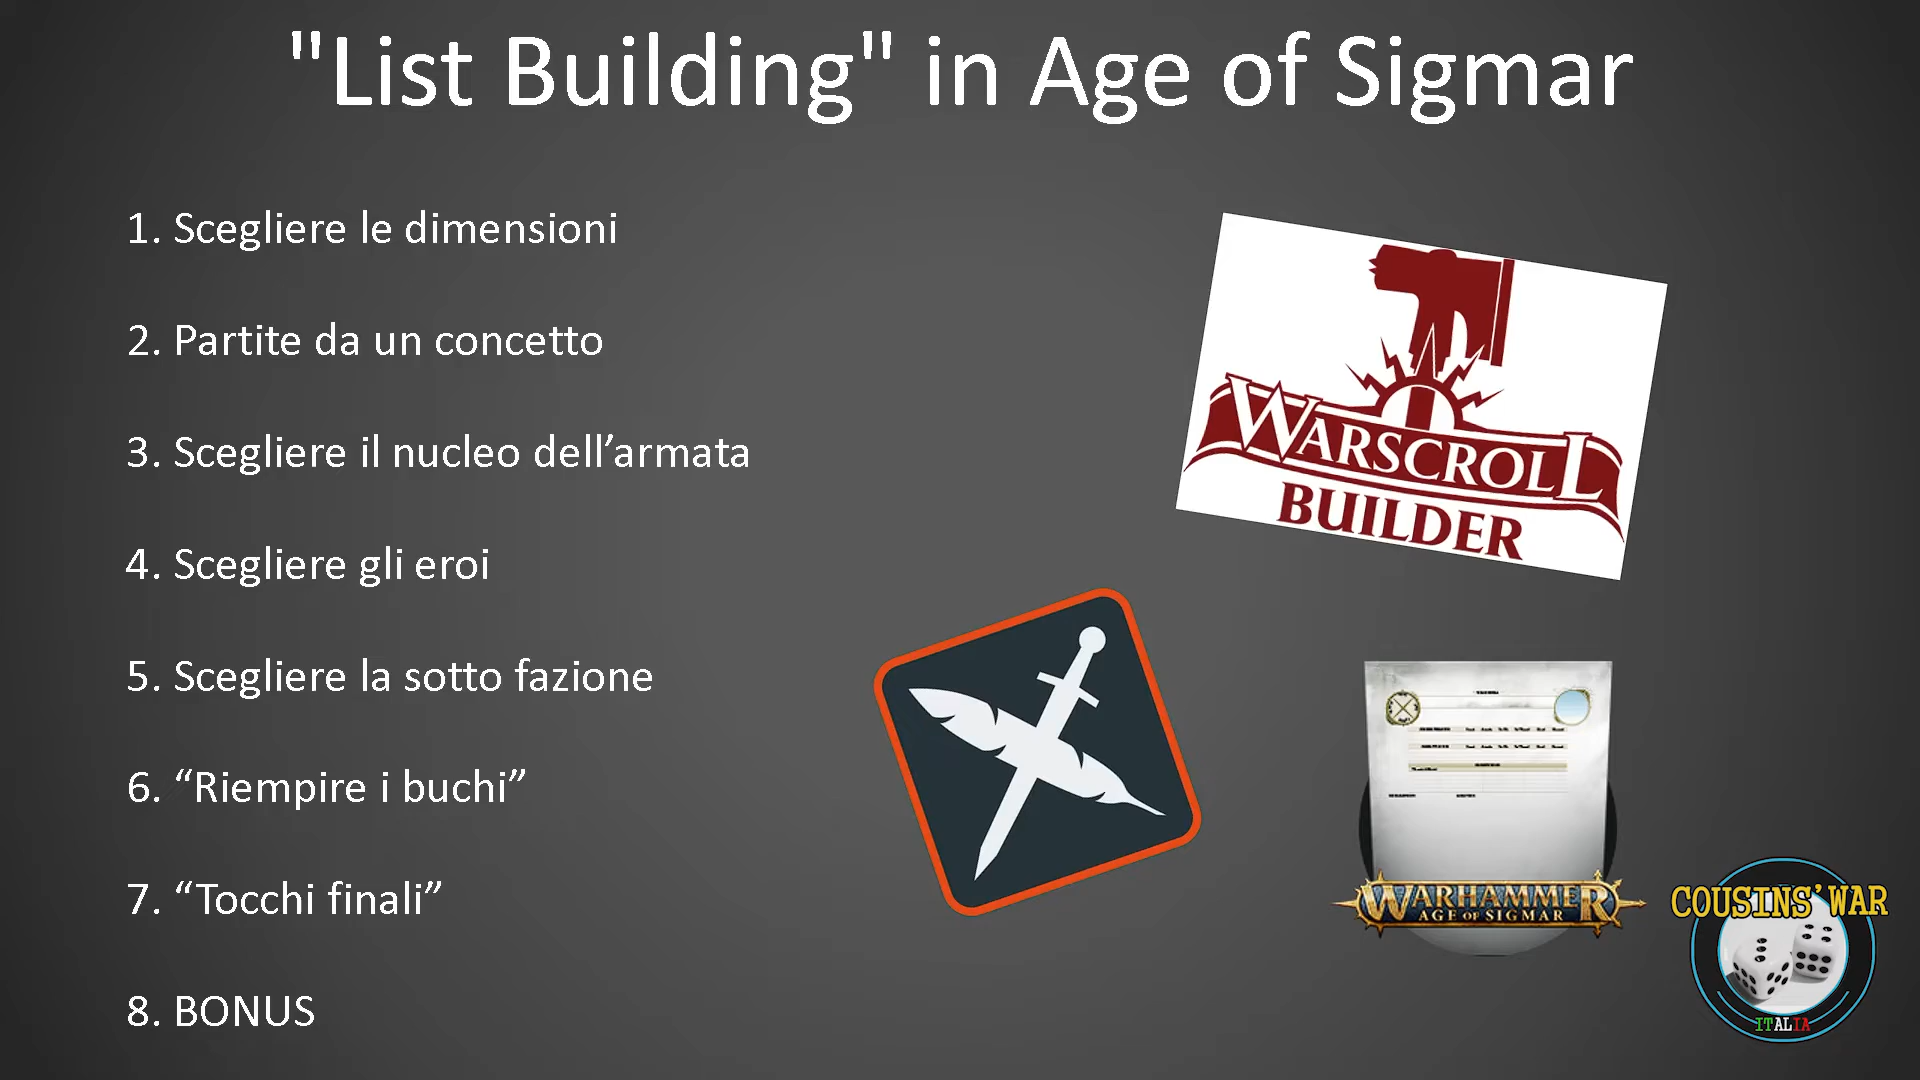 "List Building" in Age of Sigmar
1. Scegliere le dimensioni
2. Partite da un concetto
3. Scegliere il nucleo dell’armata
4. Scegliere gli eroi
5. Scegliere la sotto fazione
6. “Riempire i buchi”
7. “Tocchi finali”
8. BONUS
WARSCROLL
BUILDER
WARHAMMER
AGE OF SIGMAR
COUSINS' WAR
ITALIA